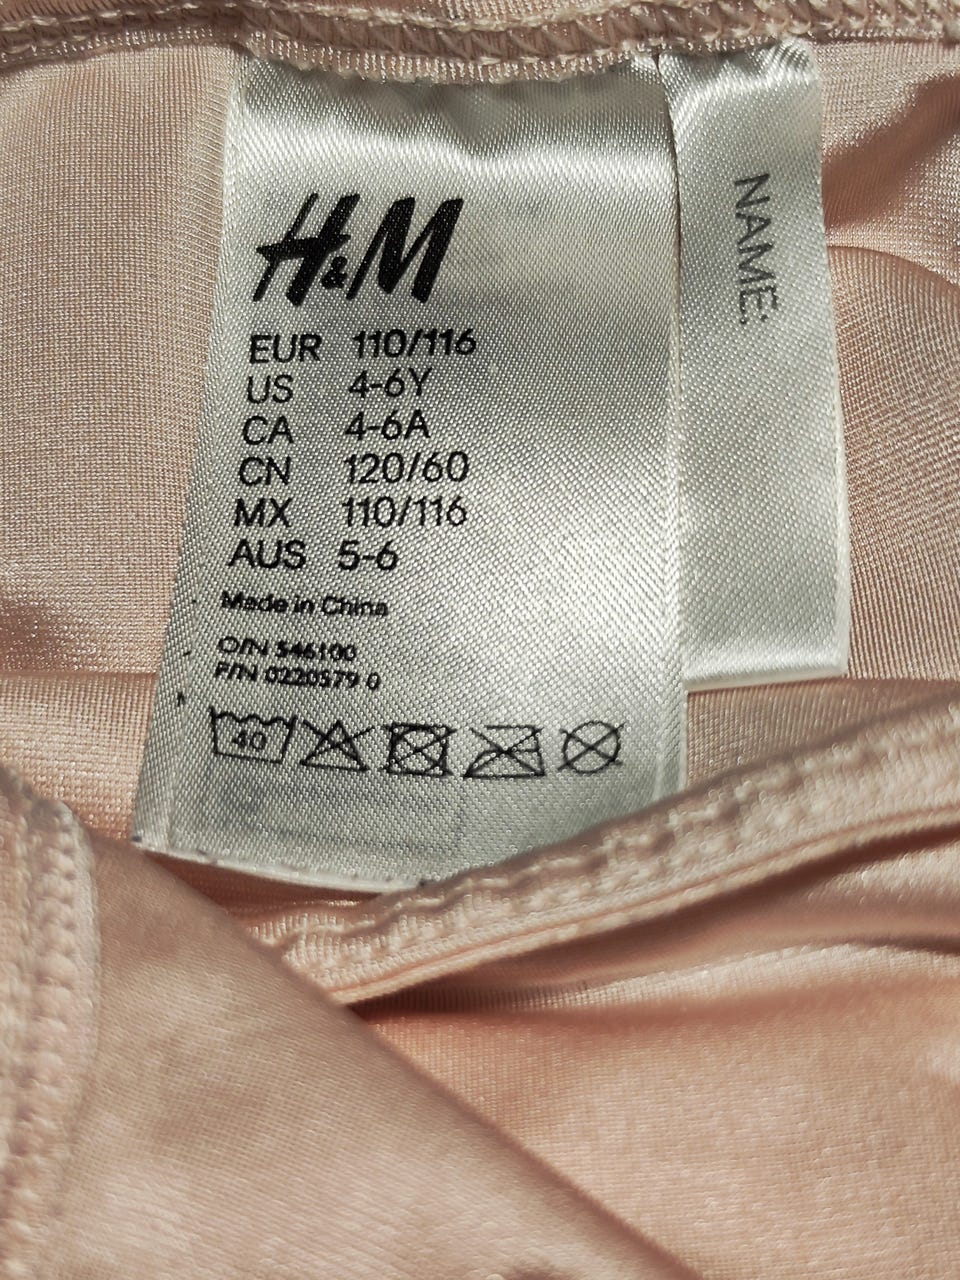 H&M
EUR 110/116
US 4-6Y
CA 4-6A
CN 120/60
MX 110/116
AUS 5-6
Made in China
O/N 546100
P/N 0220579 0
40
NAME: